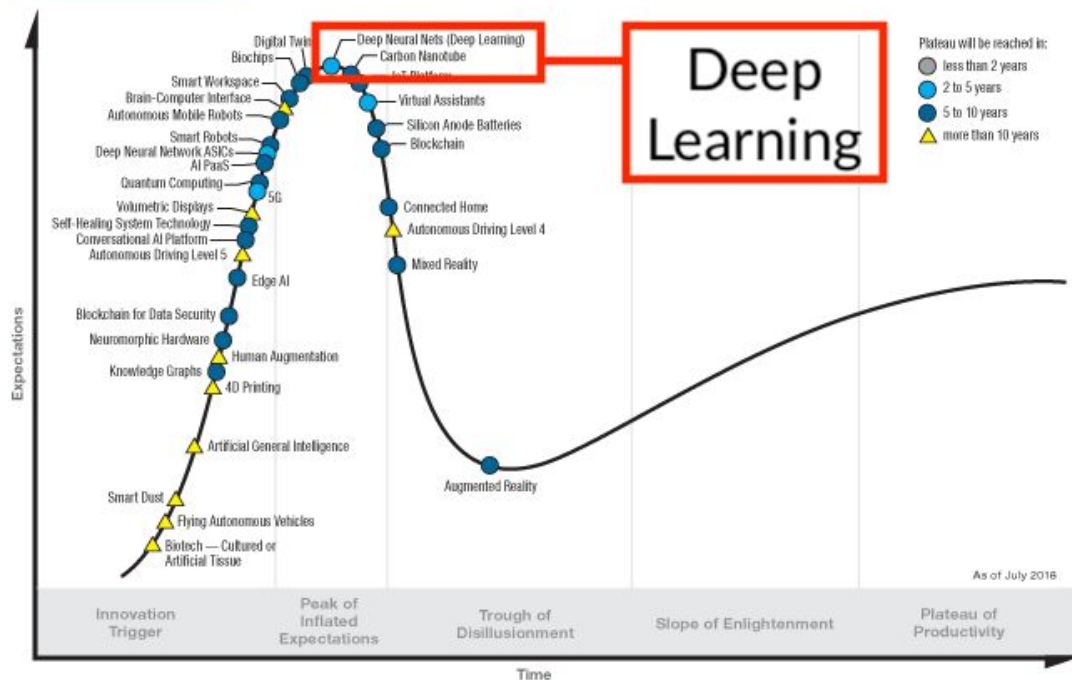 Deep Neural Nets (Deep Learning)
Digital Twin
Carbon Nanotube
Biochips
IoT Platform
Smart Workspace
Brain-Computer Interface
Virtual Assistants
Autonomous Mobile Robots
Silicon Anode Batteries
Smart Robots
Blockchain
Deep Neural Network ASICs
AI PaaS
Quantum Computing
5G
Volumetric Displays
Connected Home
Self-Healing System Technology
Autonomous Driving Level 4
Conversational AI Platform
Autonomous Driving Level 5
Mixed Reality
Edge AI
Blockchain for Data Security
Neuromorphic Hardware
Human Augmentation
Knowledge Graphs
4D Printing
Artificial General Intelligence
Augmented Reality
Smart Dust
Flying Autonomous Vehicles
Biotech — Cultured or
Artificial Tissue
Deep
Learning
Plateau will be reached in:
less than 2 years
2 to 5 years
5 to 10 years
more than 10 years
As of July 2016
Expectations
Innovation
Trigger
Peak of
Inflated
Expectations
Trough of
Disillusionment
Slope of Enlightenment
Plateau of
Productivity
Time